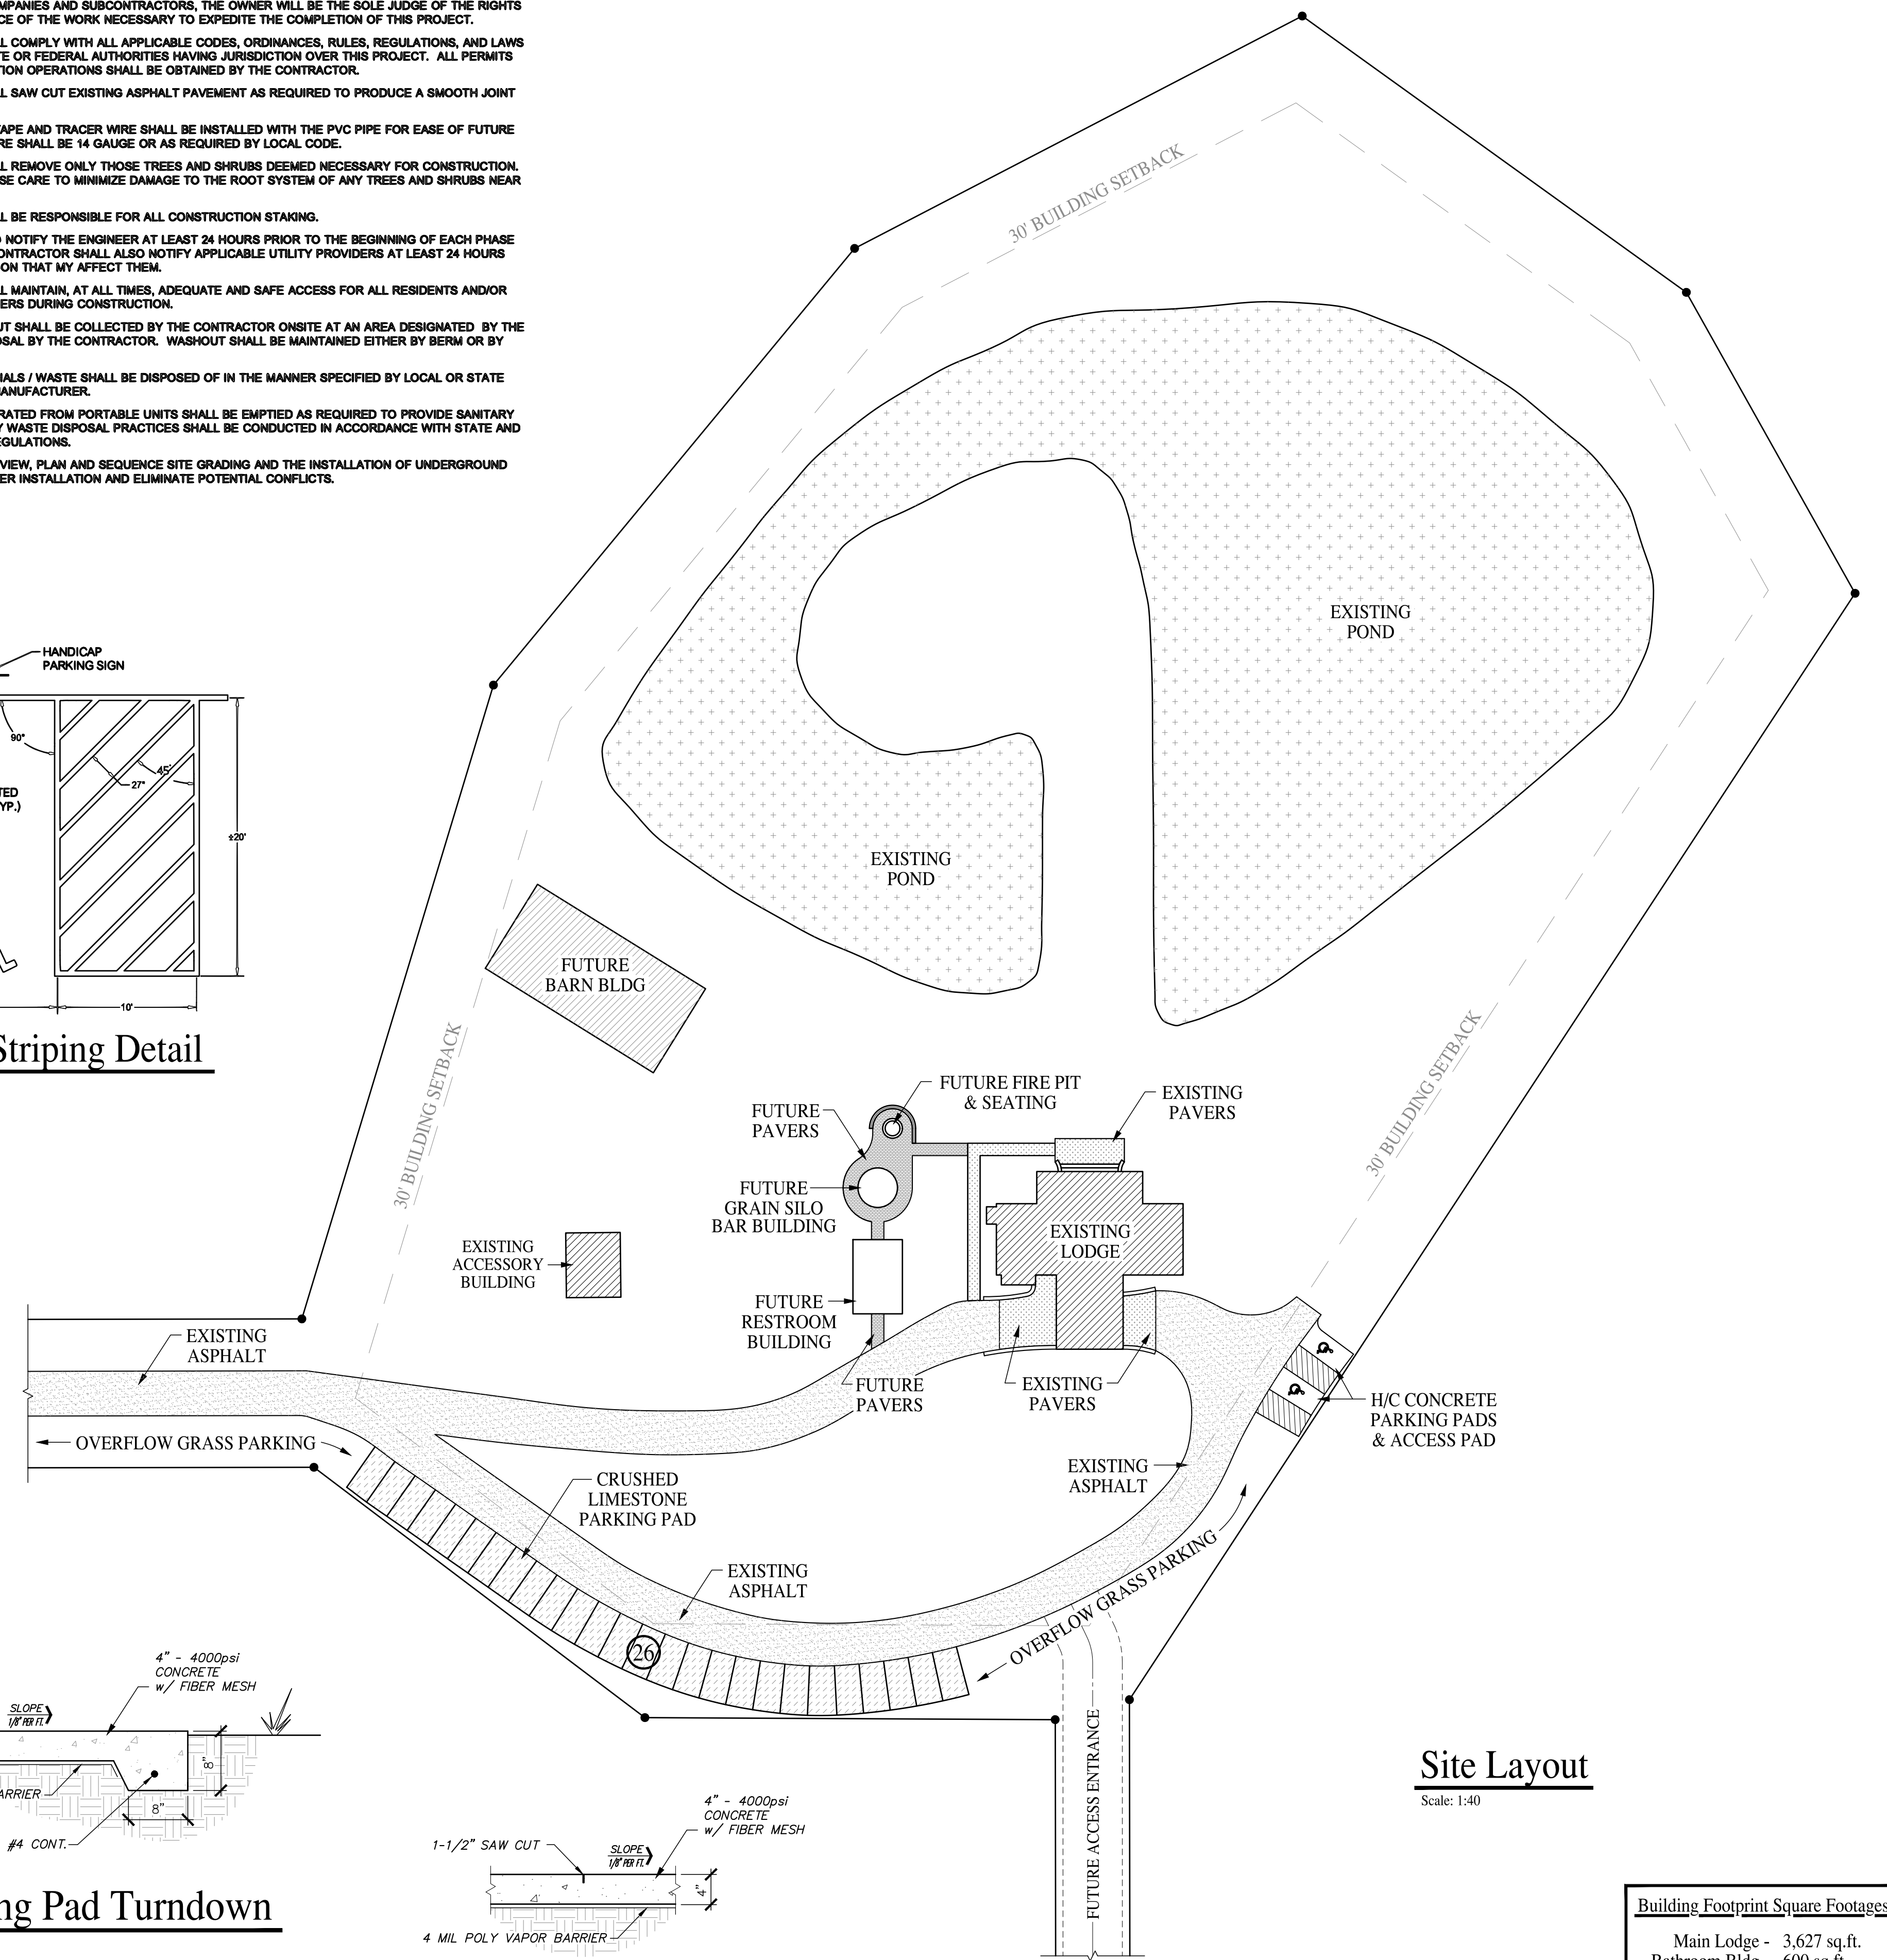 MPANIES AND SUBCONTRACTORS, THE OWNER WILL BE THE SOLE JUDGE OF THE RIGHTS
CE OF THE WORK NECESSARY TO EXPEDITE THE COMPLETION OF THIS PROJECT.
L COMPLY WITH ALL APPLICABLE CODES, ORDINANCES, RULES, REGULATIONS, AND LAWS
TE OR FEDERAL AUTHORITIES HAVING JURISDICTION OVER THIS PROJECT. ALL PERMITS
TION OPERATIONS SHALL BE OBTAINED BY THE CONTRACTOR.
L SAW CUT EXISTING ASPHALT PAVEMENT AS REQUIRED TO PRODUCE A SMOOTH JOINT
TAPE AND TRACER WIRE SHALL BE INSTALLED WITH THE PVC PIPE FOR EASE OF FUTURE
RE SHALL BE 14 GAUGE OR AS REQUIRED BY LOCAL CODE.
L REMOVE ONLY THOSE TREES AND SHRUBS DEEMED NECESSARY FOR CONSTRUCTION.
SE CARE TO MINIMIZE DAMAGE TO THE ROOT SYSTEM OF ANY TREES AND SHRUBS NEAR
L BE RESPONSIBLE FOR ALL CONSTRUCTION STAKING.
O NOTIFY THE ENGINEER AT LEAST 24 HOURS PRIOR TO THE BEGINNING OF EACH PHASE
ONTRACTOR SHALL ALSO NOTIFY APPLICABLE UTILITY PROVIDERS AT LEAST 24 HOURS
ON THAT MY AFFECT THEM.
L MAINTAIN, AT ALL TIMES, ADEQUATE AND SAFE ACCESS FOR ALL RESIDENTS AND/OR
ERS DURING CONSTRUCTION.
UT SHALL BE COLLECTED BY THE CONTRACTOR ONSITE AT AN AREA DESIGNATED BY THE
OSAL BY THE CONTRACTOR. WASHOUT SHALL BE MAINTAINED EITHER BY BERM OR BY
IALS / WASTE SHALL BE DISPOSED OF IN THE MANNER SPECIFIED BY LOCAL OR STATE
MANUFACTURER.
RATED FROM PORTABLE UNITS SHALL BE EMPTIED AS REQUIRED TO PROVIDE SANITARY
Y WASTE DISPOSAL PRACTICES SHALL BE CONDUCTED IN ACCORDANCE WITH STATE AND
EGULATIONS.
VIEW, PLAN AND SEQUENCE SITE GRADING AND THE INSTALLATION OF UNDERGROUND
ER INSTALLATION AND ELIMINATE POTENTIAL CONFLICTS.
HANDICAP
PARKING SIGN
90°
27"
45°
TED
YP.)
±20'
10'
Striping Detail
30' BUILDING SETBACK
EXISTING
POND
EXISTING
POND
FUTURE
BARN BLDG
30' BUILDING SETBACK
30' BUILDING SETBACK
FUTURE FIRE PIT
& SEATING
EXISTING
PAVERS
FUTURE
PAVERS
FUTURE
GRAIN SILO
BAR BUILDING
EXISTING
LODGE
EXISTING
ACCESSORY
BUILDING
FUTURE
RESTROOM
BUILDING
EXISTING
ASPHALT
FUTURE
PAVERS
EXISTING
PAVERS
H/C CONCRETE
PARKING PADS
& ACCESS PAD
OVERFLOW GRASS PARKING
EXISTING
ASPHALT
CRUSHED
LIMESTONE
PARKING PAD
EXISTING
ASPHALT
OVERFLOW GRASS PARKING
26
FUTURE ACCESS ENTRANCE
4" - 4000psi
CONCRETE
w/ FIBER MESH
SLOPE
1/8" PER FT.
8"
ARRIER
8"
#4 CONT.
ng Pad Turndown
4" - 4000psi
CONCRETE
w/ FIBER MESH
1-1/2" SAW CUT
SLOPE
1/8" PER FT.
4"
4 MIL POLY VAPOR BARRIER
Site Layout
Scale: 1:40
Building Footprint Square Footages
Main Lodge - 3,627 sq.ft.
Bathroom Bldg - 600 sq.ft.